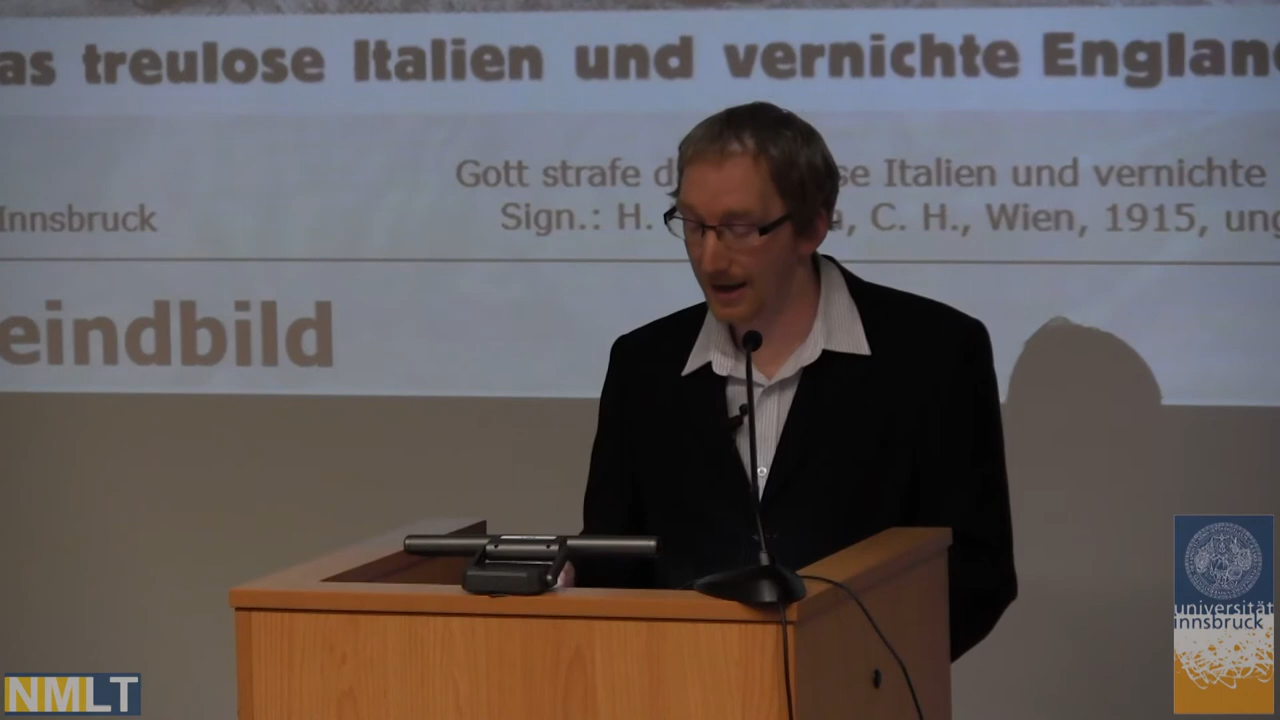 as treulose Italien und vernichte England
Gott strafe d se Italien und vernichte
Innsbruck
Sign.: H. , C. H., Wien, 1915, ung
eindbild
universität
innsbruck
NMLT